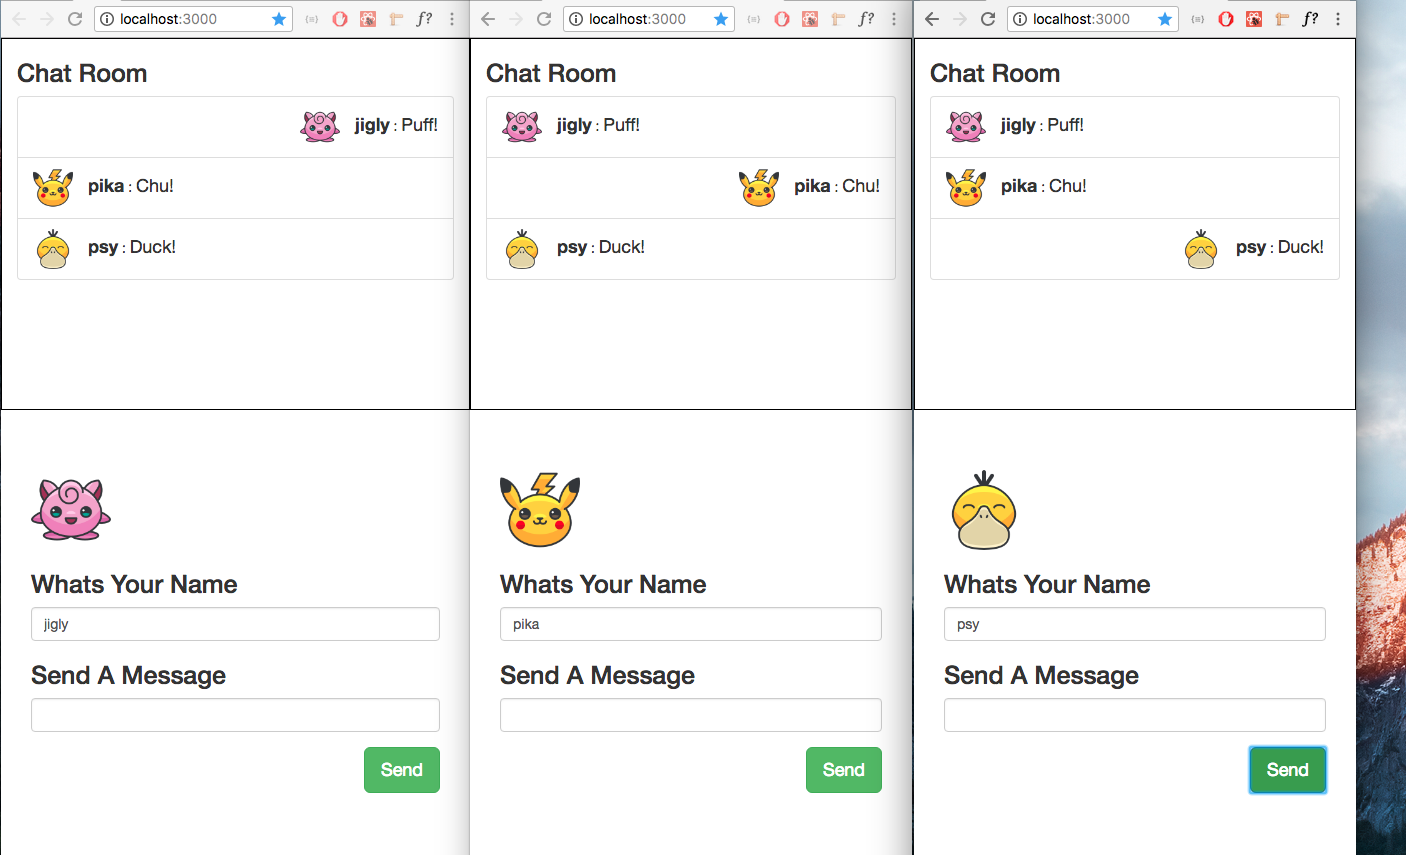 localhost:3000
f?
Chat Room
jigly : Puff!
pika : Chu!
psy : Duck!
Whats Your Name
jigly
Send A Message
Send
localhost:3000
f?
Chat Room
jigly : Puff!
pika : Chu!
psy : Duck!
Whats Your Name
pika
Send A Message
Send
localhost:3000
f?
Chat Room
jigly : Puff!
pika : Chu!
psy : Duck!
Whats Your Name
psy
Send A Message
Send